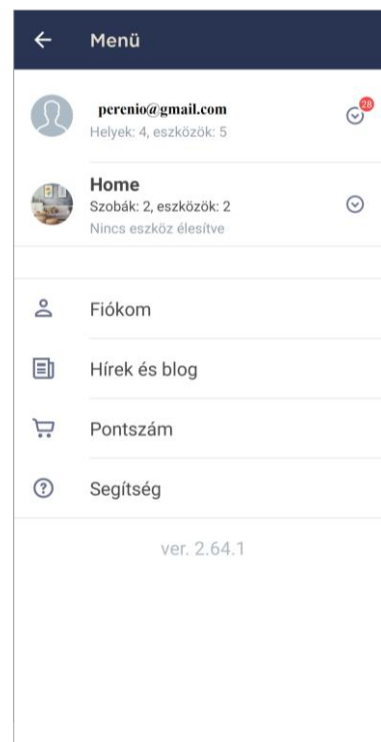 Menü
perenio@gmail.com
28
Helyek: 4, eszközök: 5
Home
Szobák: 2, eszközök: 2
Nincs eszköz élesítve
Fiókom
Hírek és blog
Pontszám
Segítség
ver. 2.64.1